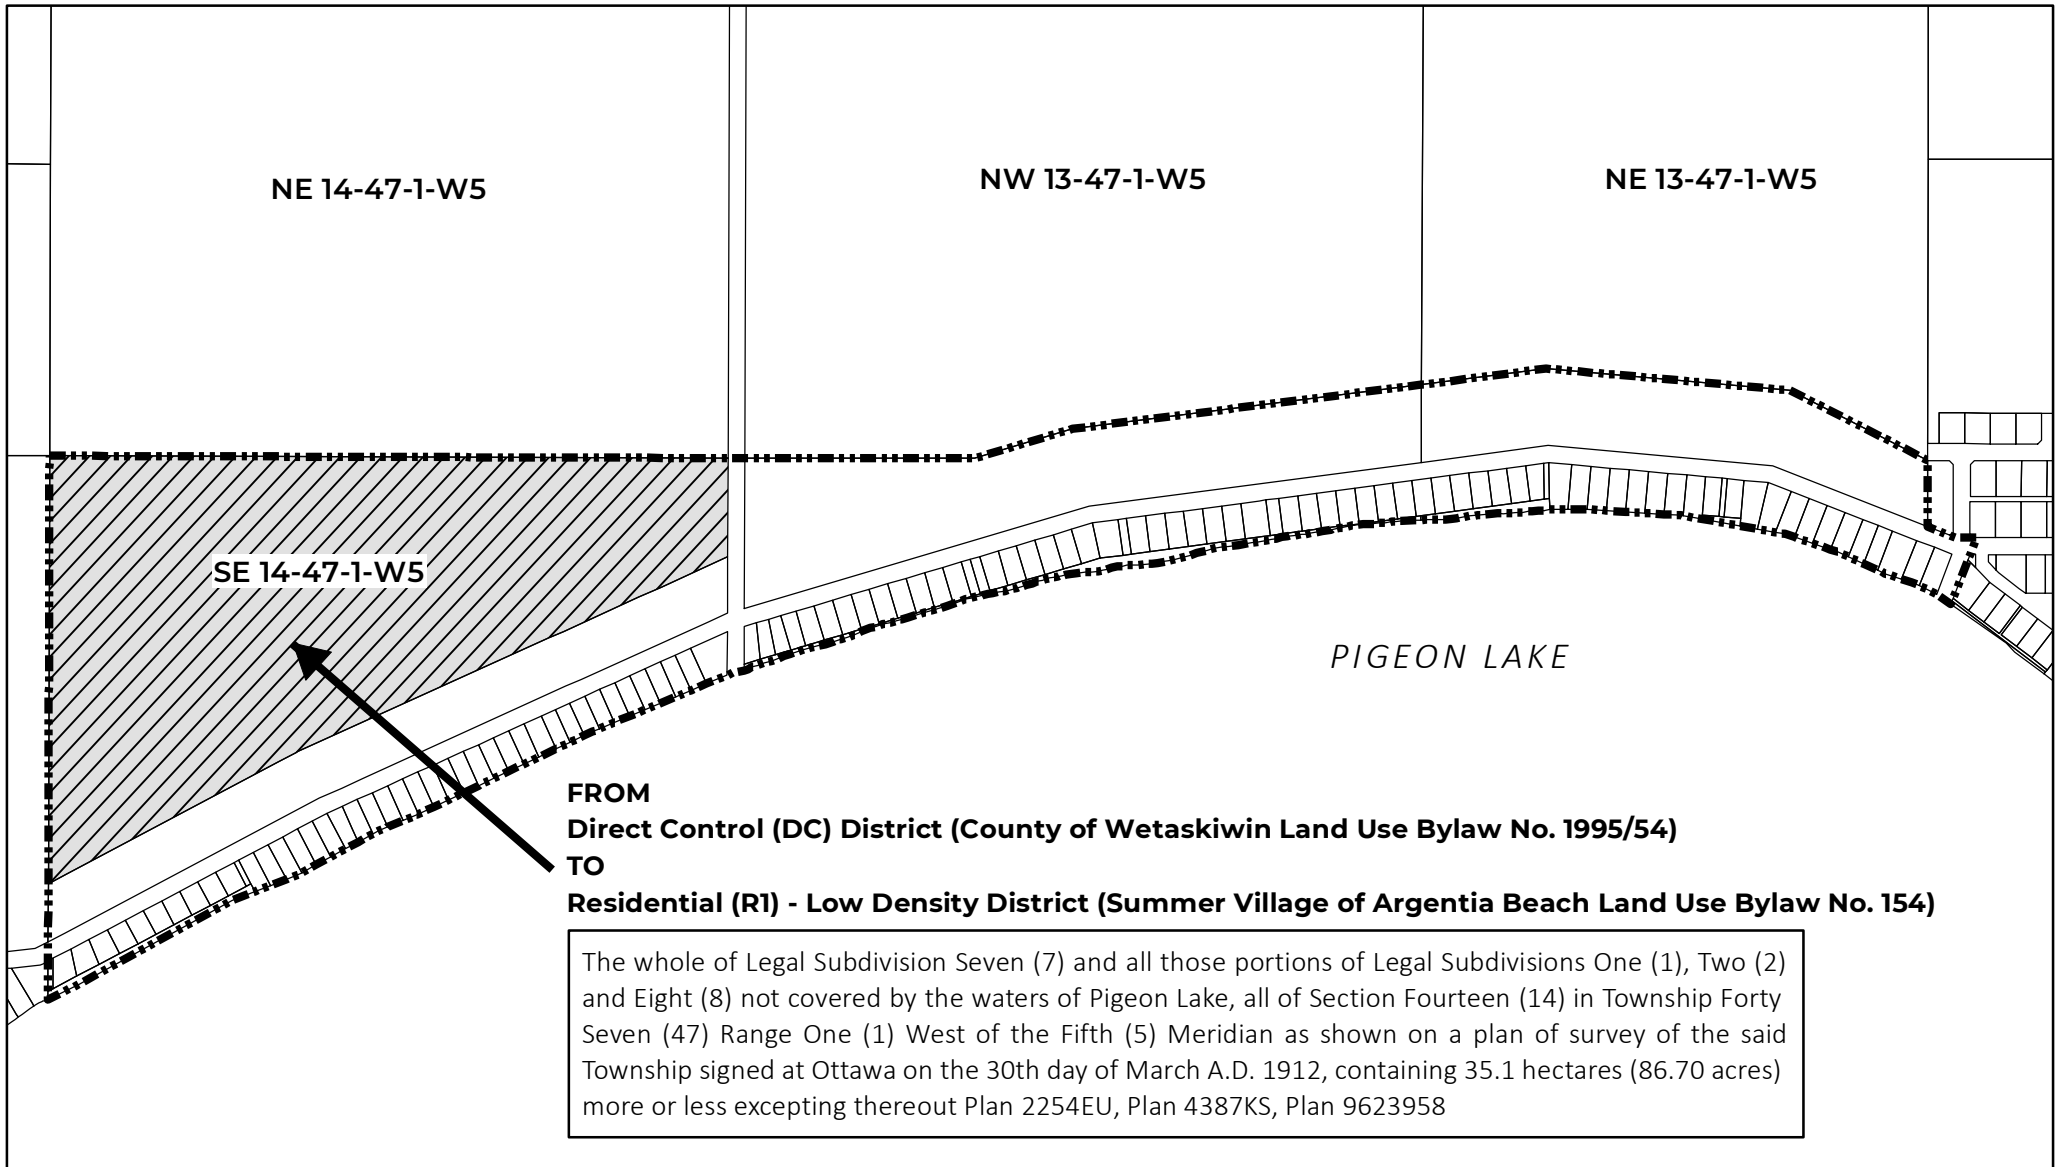 NE 14-47-1-W5
NW 13-47-1-W5
NE 13-47-1-W5
SE 14-47-1-W5
PIGEON LAKE
FROM
Direct Control (DC) District (County of Wetaskiwin Land Use Bylaw No. 1995/54)
TO
Residential (R1) - Low Density District (Summer Village of Argentia Beach Land Use Bylaw No. 154)
The whole of Legal Subdivision Seven (7) and all those portions of Legal Subdivisions One (1), Two (2)
and Eight (8) not covered by the waters of Pigeon Lake, all of Section Fourteen (14) in Township Forty
Seven (47) Range One (1) West of the Fifth (5) Meridian as shown on a plan of survey of the said
Township signed at Ottawa on the 30th day of March A.D. 1912, containing 35.1 hectares (86.70 acres)
more or less excepting thereout Plan 2254EU, Plan 4387KS, Plan 9623958